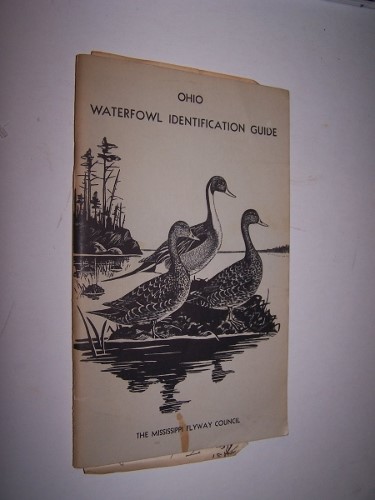 OHIO
WATERFOWL IDENTIFICATION GUIDE
THE MISSISSIPPI FLYWAY COUNCIL